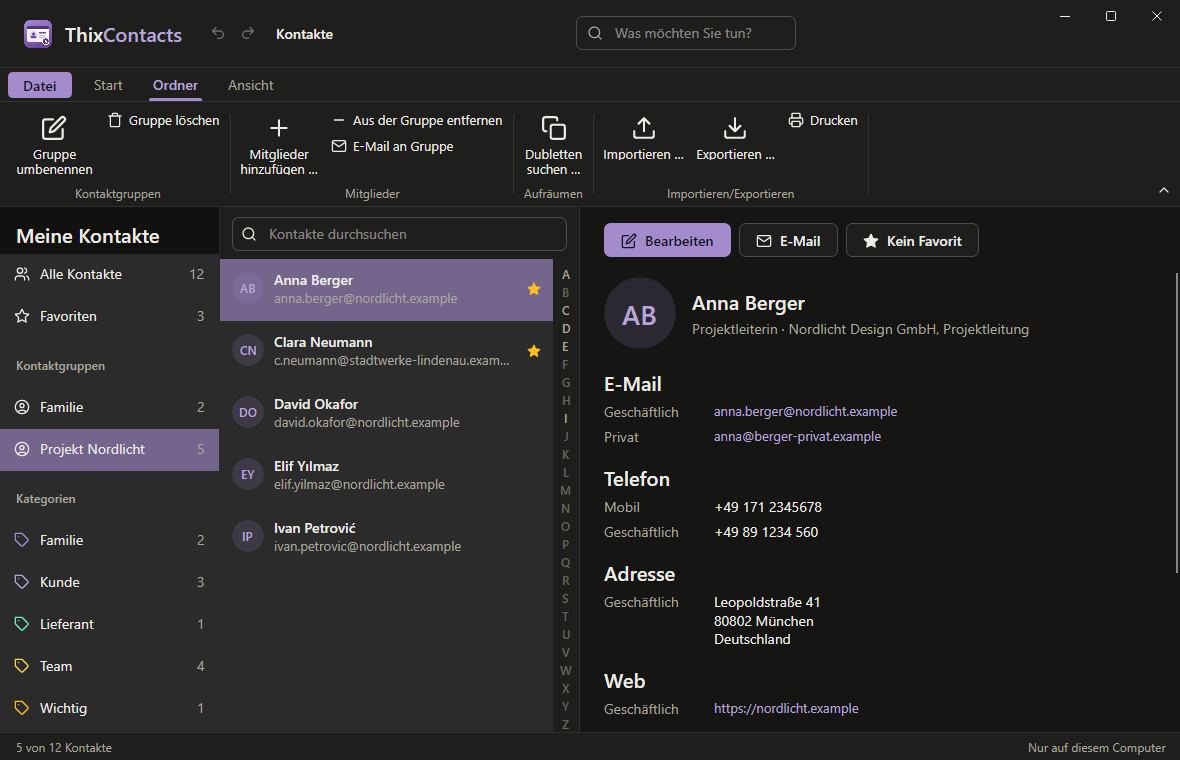 ThixContacts
Kontakte
Was möchten Sie tun?
Datei
Start
Ordner
Ansicht
Gruppe
umbenennen
Gruppe löschen
Kontaktgruppen
Mitglieder
hinzufügen ...
Aus der Gruppe entfernen
E-Mail an Gruppe
Mitglieder
Dubletten
suchen ...
Aufräumen
Importieren ...
Exportieren ...
Drucken
Importieren/Exportieren
Meine Kontakte
Alle Kontakte 12
Favoriten 3
Kontaktgruppen
Familie 2
Projekt Nordlicht 5
Kategorien
Familie 2
Kunde 3
Lieferant 1
Team 4
Wichtig 1
Kontakte durchsuchen
AB
Anna Berger
anna.berger@nordlicht.example
CN
Clara Neumann
c.neumann@stadtwerke-lindenau.exam...
DO
David Okafor
david.okafor@nordlicht.example
EY
Elif Yılmaz
elif.yilmaz@nordlicht.example
IP
Ivan Petrović
ivan.petrovic@nordlicht.example
A
B
C
D
E
F
G
H
I
J
K
L
M
N
O
P
Q
R
S
T
U
V
W
X
Y
Z
Bearbeiten
E-Mail
Kein Favorit
AB
Anna Berger
Projektleiterin · Nordlicht Design GmbH, Projektleitung
E-Mail
Geschäftlich anna.berger@nordlicht.example
Privat anna@berger-privat.example
Telefon
Mobil +49 171 2345678
Geschäftlich +49 89 1234 560
Adresse
Geschäftlich Leopoldstraße 41
80802 München
Deutschland
Web
Geschäftlich https://nordlicht.example
5 von 12 Kontakte
Nur auf diesem Computer